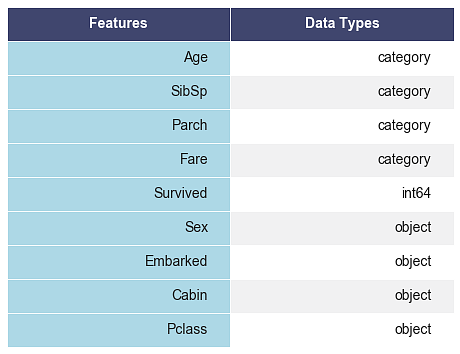 Features Data Types
Age category
SibSp category
Parch category
Fare category
Survived int64
Sex object
Embarked object
Cabin object
Pclass object